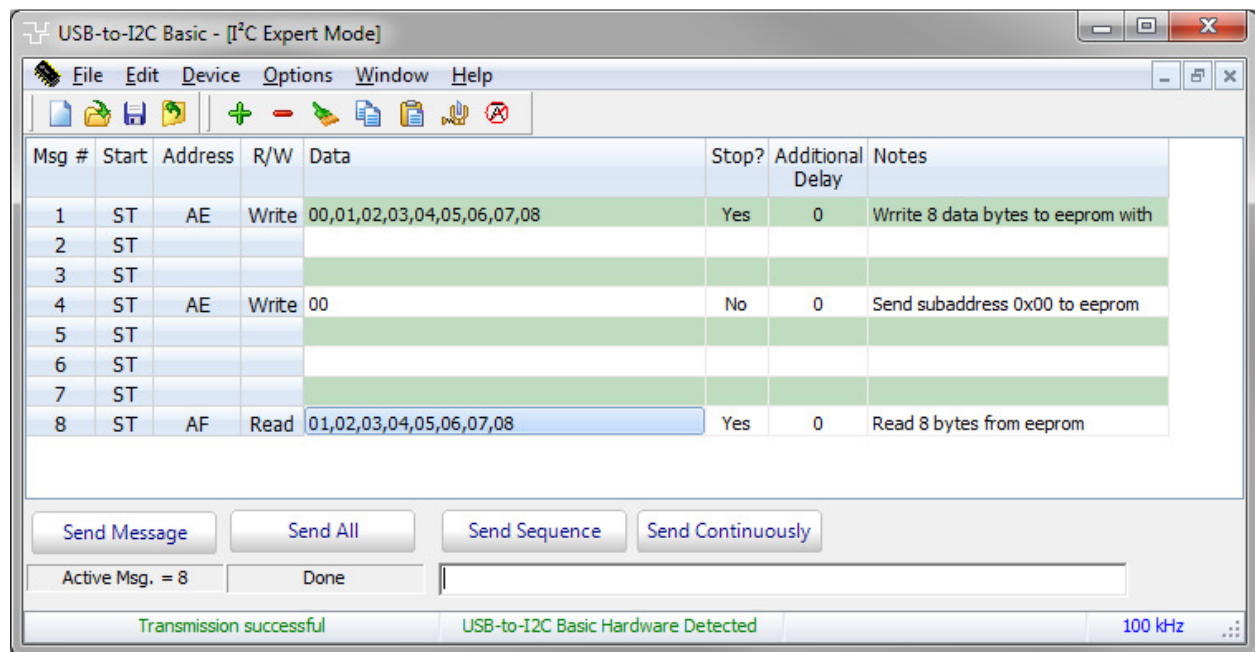 USB-to-I2C Basic - [I²C Expert Mode]
File Edit Device Options Window Help
Msg # Start Address R/W Data Stop? Additional Delay Notes
1 ST AE Write 00,01,02,03,04,05,06,07,08 Yes 0 Wrrite 8 data bytes to eeprom with
2 ST
3 ST
4 ST AE Write 00 No 0 Send subaddress 0x00 to eeprom
5 ST
6 ST
7 ST
8 ST AF Read 01,02,03,04,05,06,07,08 Yes 0 Read 8 bytes from eeprom
Send Message Send All Send Sequence Send Continuously
Active Msg. = 8 Done
Transmission successful USB-to-I2C Basic Hardware Detected 100 kHz